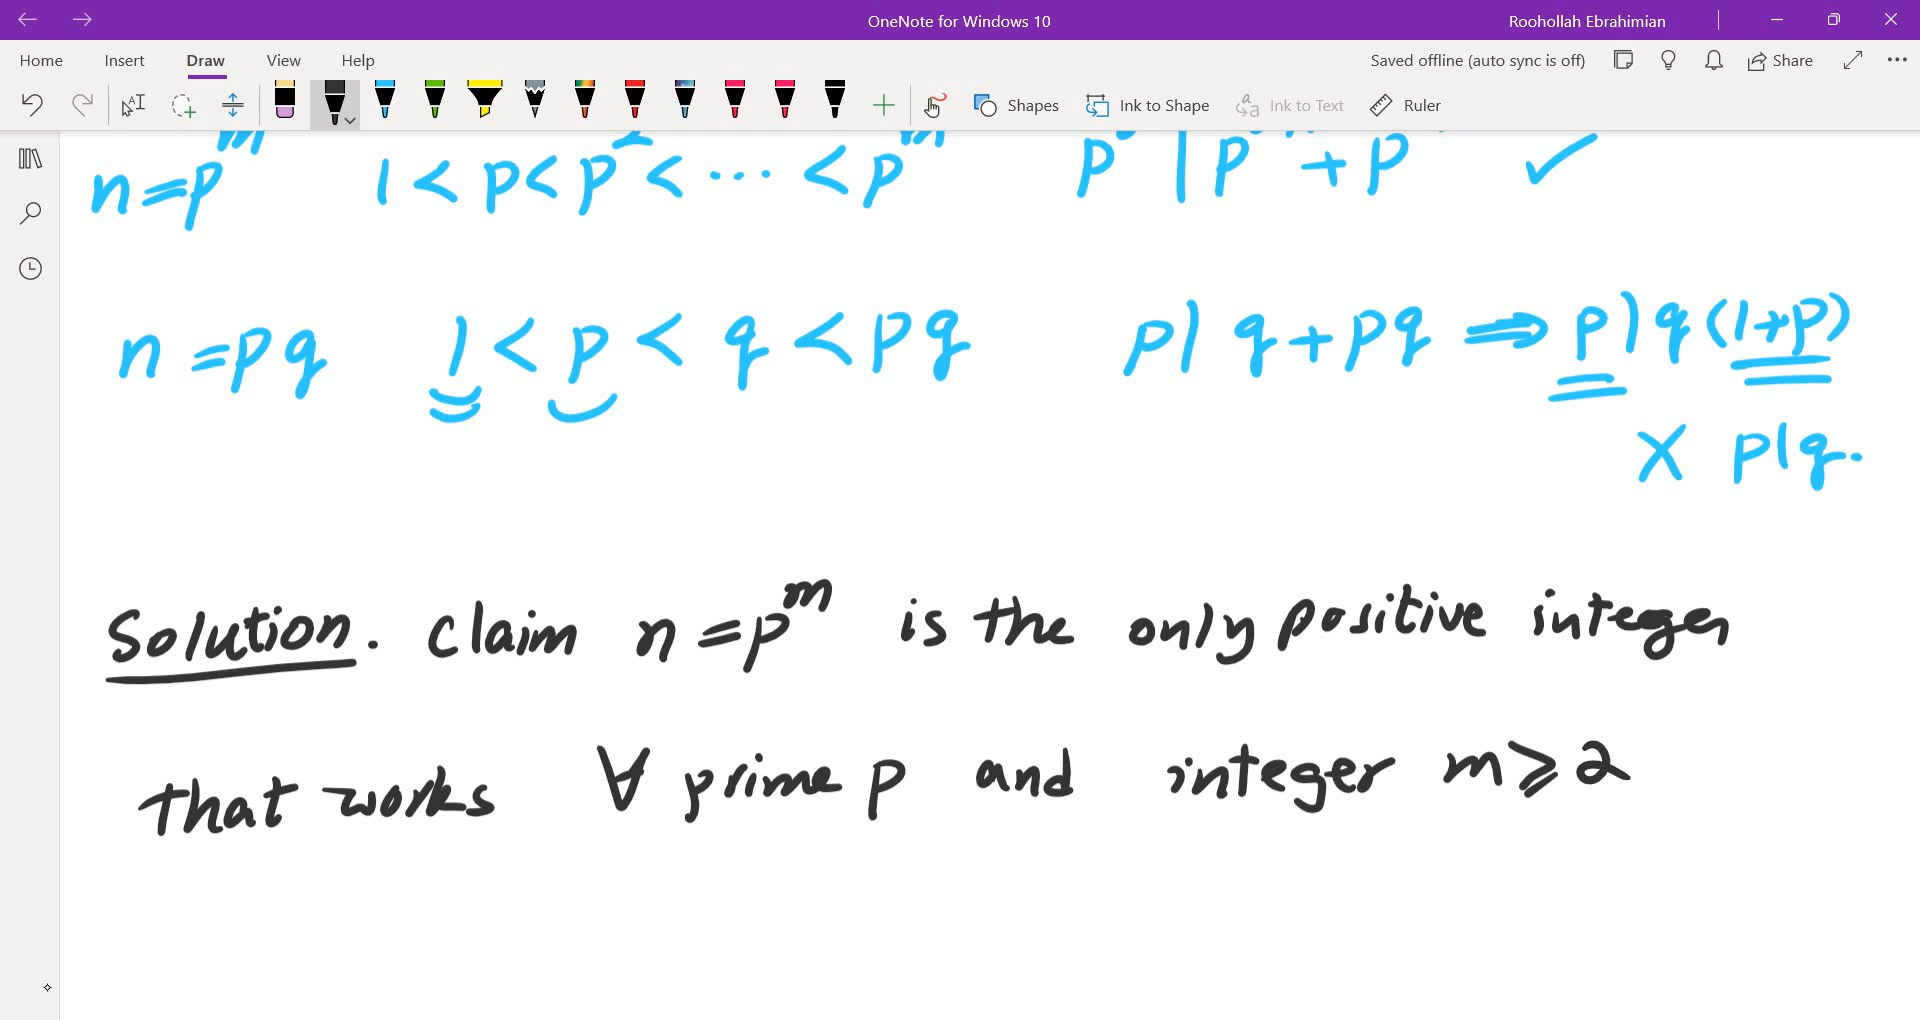 OneNote for Windows 10
Roohollah Ebrahimian
Home Insert Draw View Help
Saved offline (auto sync is off) Share
Shapes Ink to Shape Ink to Text Ruler
n=p^m 1<p<p^2<...<p^m p | p + p ✓
n=pq 1<p<q<pq p|q+pq ⇒ p|q(1+p)
X p|q.
Solution. claim n=p^m is the only positive integer
that works ∀ prime p and integer m⩾2